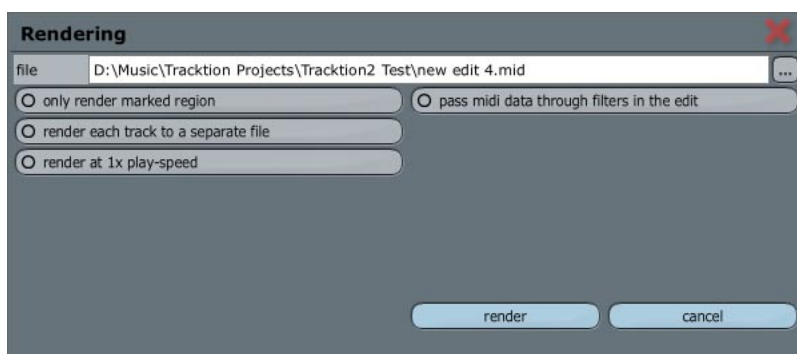 Rendering
file D:\Music\Tracktion Projects\Tracktion2 Test\new edit 4.mid ...
only render marked region pass midi data through filters in the edit
render each track to a separate file
render at 1x play-speed
render cancel